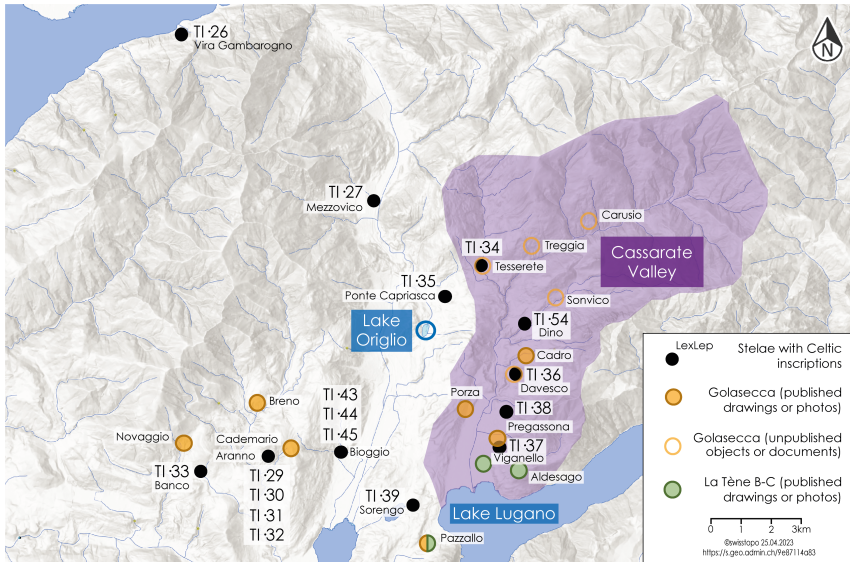 TI ·26
Vira Gambarogno
N
TI ·27
Mezzovico
Carusio
TI ·34
Treggia
Tesserete
Cassarate
Valley
TI ·35
Ponte Capriasca
Sonvico
Lake
Origlio
TI ·54
Dino
Cadro
TI ·36
Davesco
Porza
TI ·38
Pregassona
TI ·37
Viganello
Aldesago
Breno
TI ·43
TI ·44
TI ·45
Bioggio
Novaggio
Cademario
Aranno
TI ·33
Banco
TI ·29
TI ·30
TI ·31
TI ·32
TI ·39
Sorengo
Lake Lugano
Pazzallo
LexLep
Stelae with Celtic
inscriptions
Golasecca (published
drawings or photos)
Golasecca (unpublished
objects or documents)
La Tène B-C (published
drawings or photos)
0 1 2 3km
©swisstopo 25.04.2023
https://s.geo.admin.ch/9e87114a83